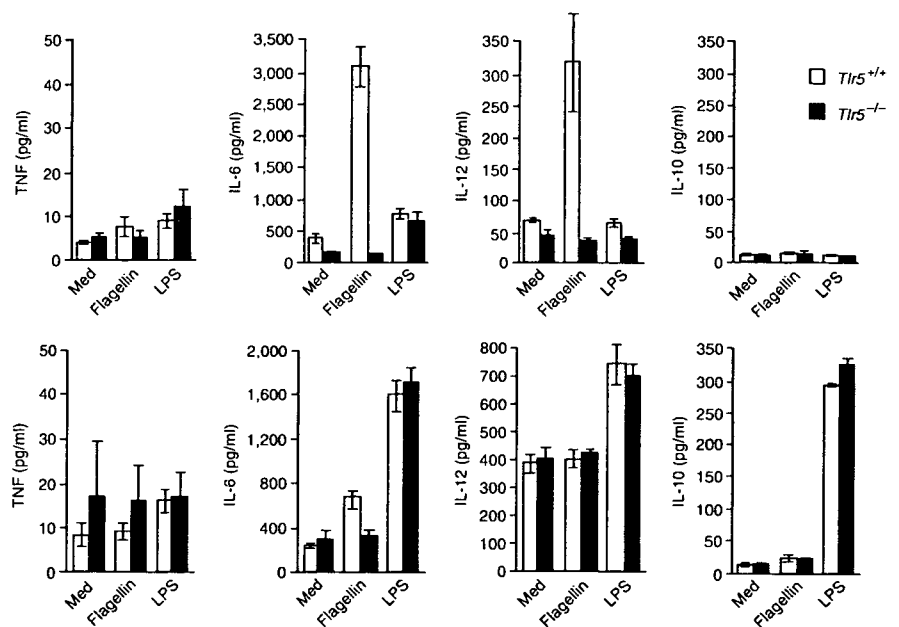 TNF (pg/ml)
50
40
30
20
10
0
Med
Flagellin
LPS
IL-6 (pg/ml)
3,500
3,000
2,500
2,000
1,500
1,000
500
0
Med
Flagellin
LPS
IL-12 (pg/ml)
350
300
250
200
150
100
50
0
Med
Flagellin
LPS
IL-10 (pg/ml)
350
300
250
200
150
100
50
0
Med
Flagellin
LPS
Tlr5+/+
Tlr5−/−
TNF (pg/ml)
50
40
30
20
10
0
Med
Flagellin
LPS
IL-6 (pg/ml)
2,000
1,600
1,200
800
400
0
Med
Flagellin
LPS
IL-12 (pg/ml)
800
700
600
500
400
300
200
100
0
Med
Flagellin
LPS
IL-10 (pg/ml)
350
300
250
200
150
100
50
0
Med
Flagellin
LPS